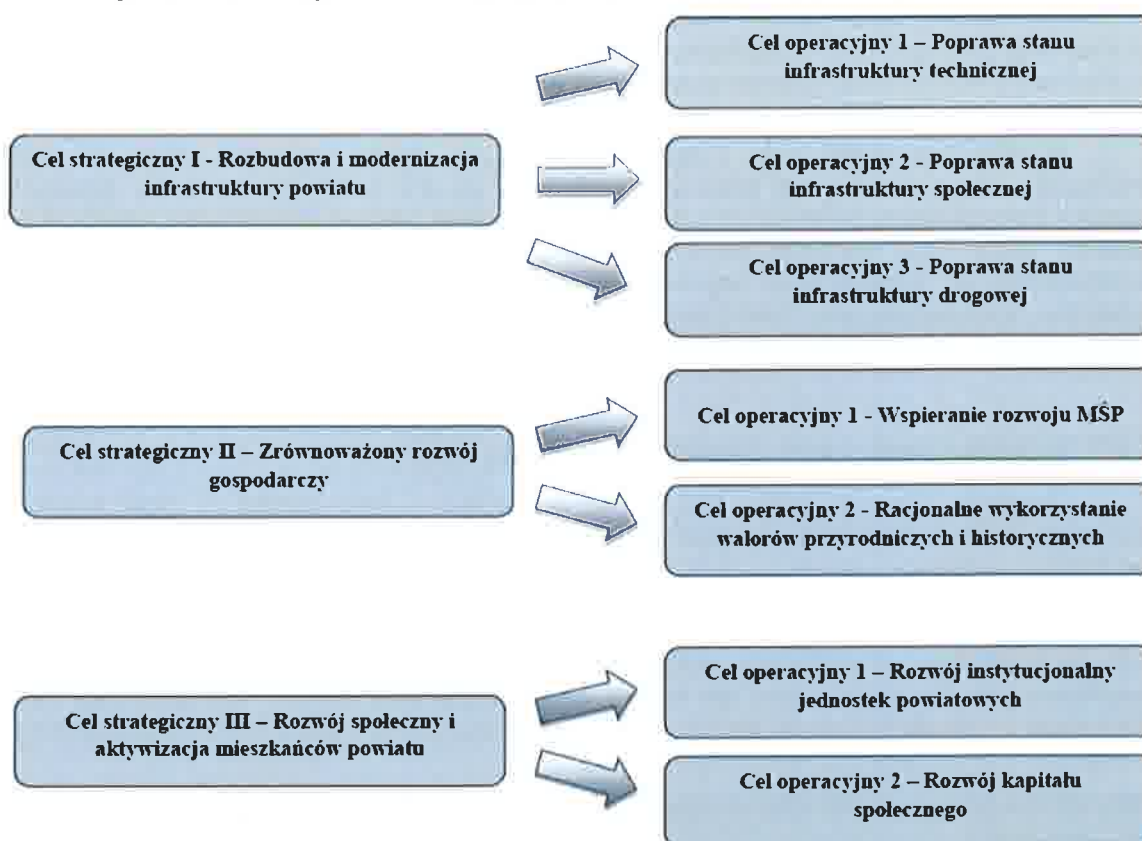 Cel operacyjny 1 – Poprawa stanu
infrastruktury technicznej
Cel strategiczny I - Rozbudowa i modernizacja
infrastruktury powiatu
Cel operacyjny 2 - Poprawa stanu
infrastruktury społecznej
Cel operacyjny 3 - Poprawa stanu
infrastruktury drogowej
Cel strategiczny II – Zrównoważony rozwój
gospodarczy
Cel operacyjny 1 - Wspieranie rozwoju MŚP
Cel operacyjny 2 - Racjonalne wykorzystanie
walorów przyrodniczych i historycznych
Cel strategiczny III – Rozwój społeczny i
aktywizacja mieszkańców powiatu
Cel operacyjny 1 – Rozwój instytucjonalny
jednostek powiatowych
Cel operacyjny 2 – Rozwój kapitału
społecznego